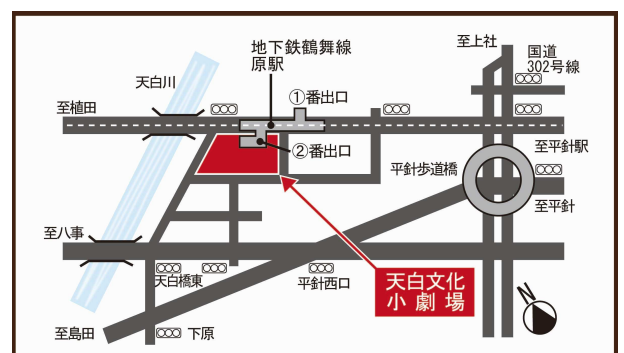 地下鉄鶴舞線
原駅
至上社
国道
302号線
天白川
①番出口
至植田
至平針駅
②番出口
平針歩道橋
至平針
至八事
天白橋東
平針西口
天白文化
小劇場
N
至島田
下原